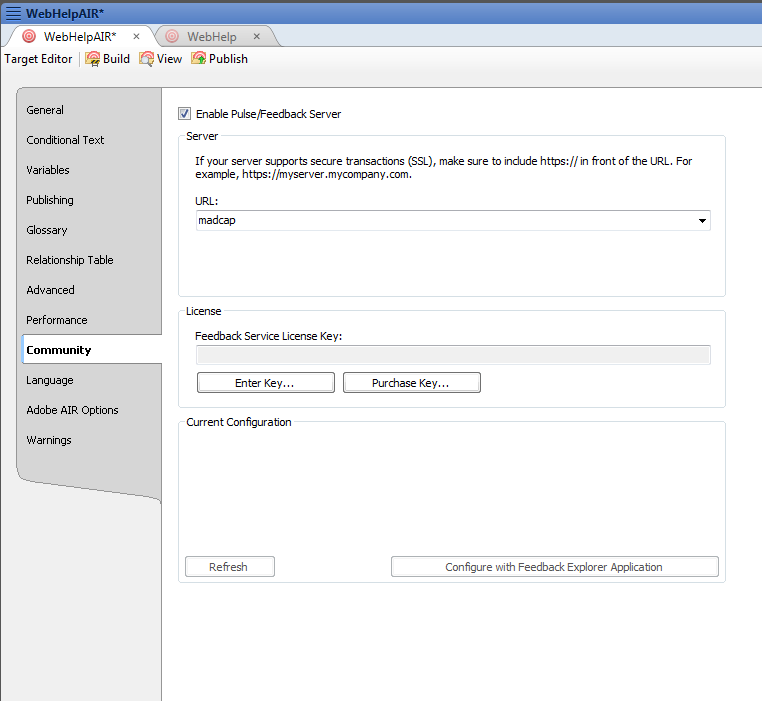 WebHelpAIR*
WebHelpAIR* WebHelp
Target Editor Build View Publish
General
Conditional Text
Variables
Publishing
Glossary
Relationship Table
Advanced
Performance
Community
Language
Adobe AIR Options
Warnings
Enable Pulse/Feedback Server
Server
If your server supports secure transactions (SSL), make sure to include https:// in front of the URL. For
example, https://myserver.mycompany.com.
URL:
madcap
License
Feedback Service License Key:
Enter Key... Purchase Key...
Current Configuration
Refresh Configure with Feedback Explorer Application